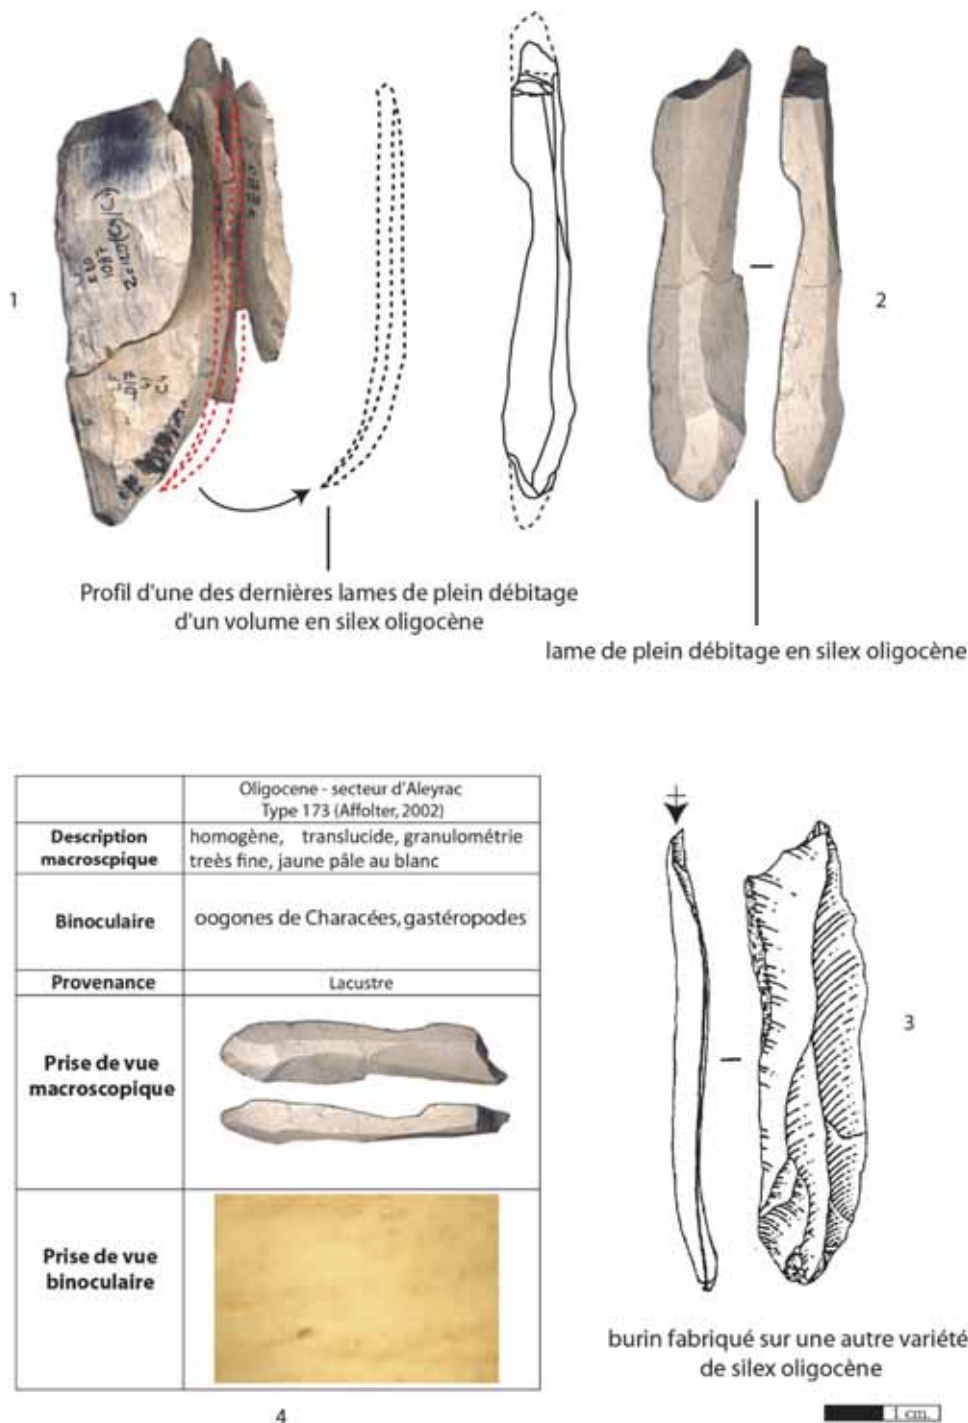 1
2
Profil d'une des dernières lames de plein débitage
d'un volume en silex oligocène
lame de plein débitage en silex oligocène
Oligocene - secteur d'Aleyrac
Type 173 (Affolter, 2002)
Description
macroscpique
homogène, translucide, granulométrie
treès fine, jaune pâle au blanc
Binoculaire
oogones de Characées, gastéropodes
Provenance
Lacustre
Prise de vue
macroscopique
Prise de vue
binoculaire
3
burin fabriqué sur une autre variété
de silex oligocène
4
1 cm.